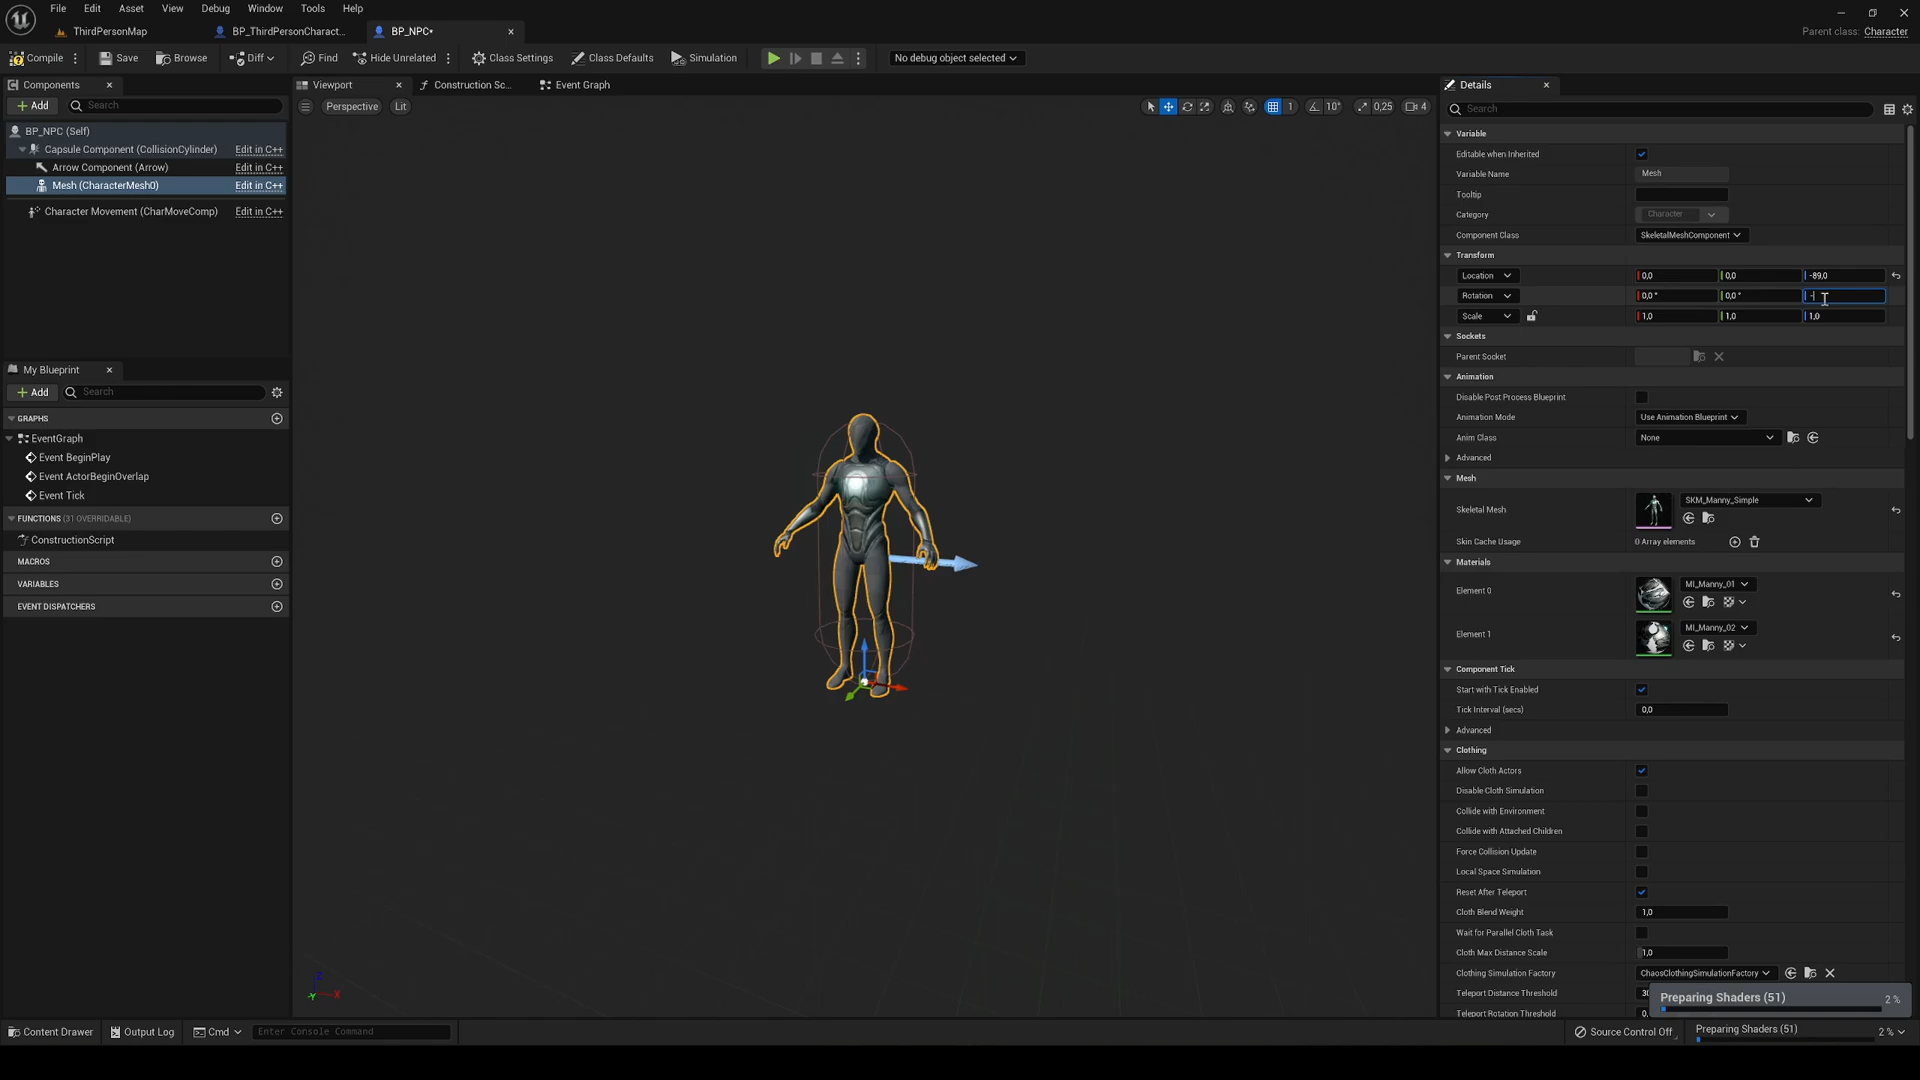 File Edit Asset View Debug Window Tools Help
ThirdPersonMap
BP_ThirdPersonCharact...
BP_NPC*
Parent class: Character
Compile
Save
Browse
Diff
Find
Hide Unrelated
Class Settings
Class Defaults
Simulation
No debug object selected
Components
Add
Search
BP_NPC (Self)
Capsule Component (CollisionCylinder) Edit in C++
Arrow Component (Arrow) Edit in C++
Mesh (CharacterMesh0) Edit in C++
Character Movement (CharMoveComp) Edit in C++
My Blueprint
Add
Search
GRAPHS
EventGraph
Event BeginPlay
Event ActorBeginOverlap
Event Tick
FUNCTIONS (31 OVERRIDABLE)
ConstructionScript
MACROS
VARIABLES
EVENT DISPATCHERS
Viewport
Construction Sc...
Event Graph
Perspective
Lit
1
10°
0,25
4
Z
X
Y
Details
Search
Variable
Editable when Inherited
Variable Name Mesh
Tooltip
Category Character
Component Class SkeletalMeshComponent
Transform
Location 0,0 0,0 -89,0
Rotation 0,0 ° 0,0 ° -
Scale 1,0 1,0 1,0
Sockets
Parent Socket
Animation
Disable Post Process Blueprint
Animation Mode Use Animation Blueprint
Anim Class None
Advanced
Mesh
Skeletal Mesh SKM_Manny_Simple
Skin Cache Usage 0 Array elements
Materials
Element 0 MI_Manny_01
Element 1 MI_Manny_02
Component Tick
Start with Tick Enabled
Tick Interval (secs) 0,0
Advanced
Clothing
Allow Cloth Actors
Disable Cloth Simulation
Collide with Environment
Collide with Attached Children
Force Collision Update
Local Space Simulation
Reset After Teleport
Cloth Blend Weight 1,0
Wait for Parallel Cloth Task
Cloth Max Distance Scale 1,0
Clothing Simulation Factory ChaosClothingSimulationFactory
Teleport Distance Threshold 30
Teleport Rotation Threshold 0,
Preparing Shaders (51) 2 %
Content Drawer
Output Log
Cmd
Enter Console Command
Source Control Off
Preparing Shaders (51) 2 %